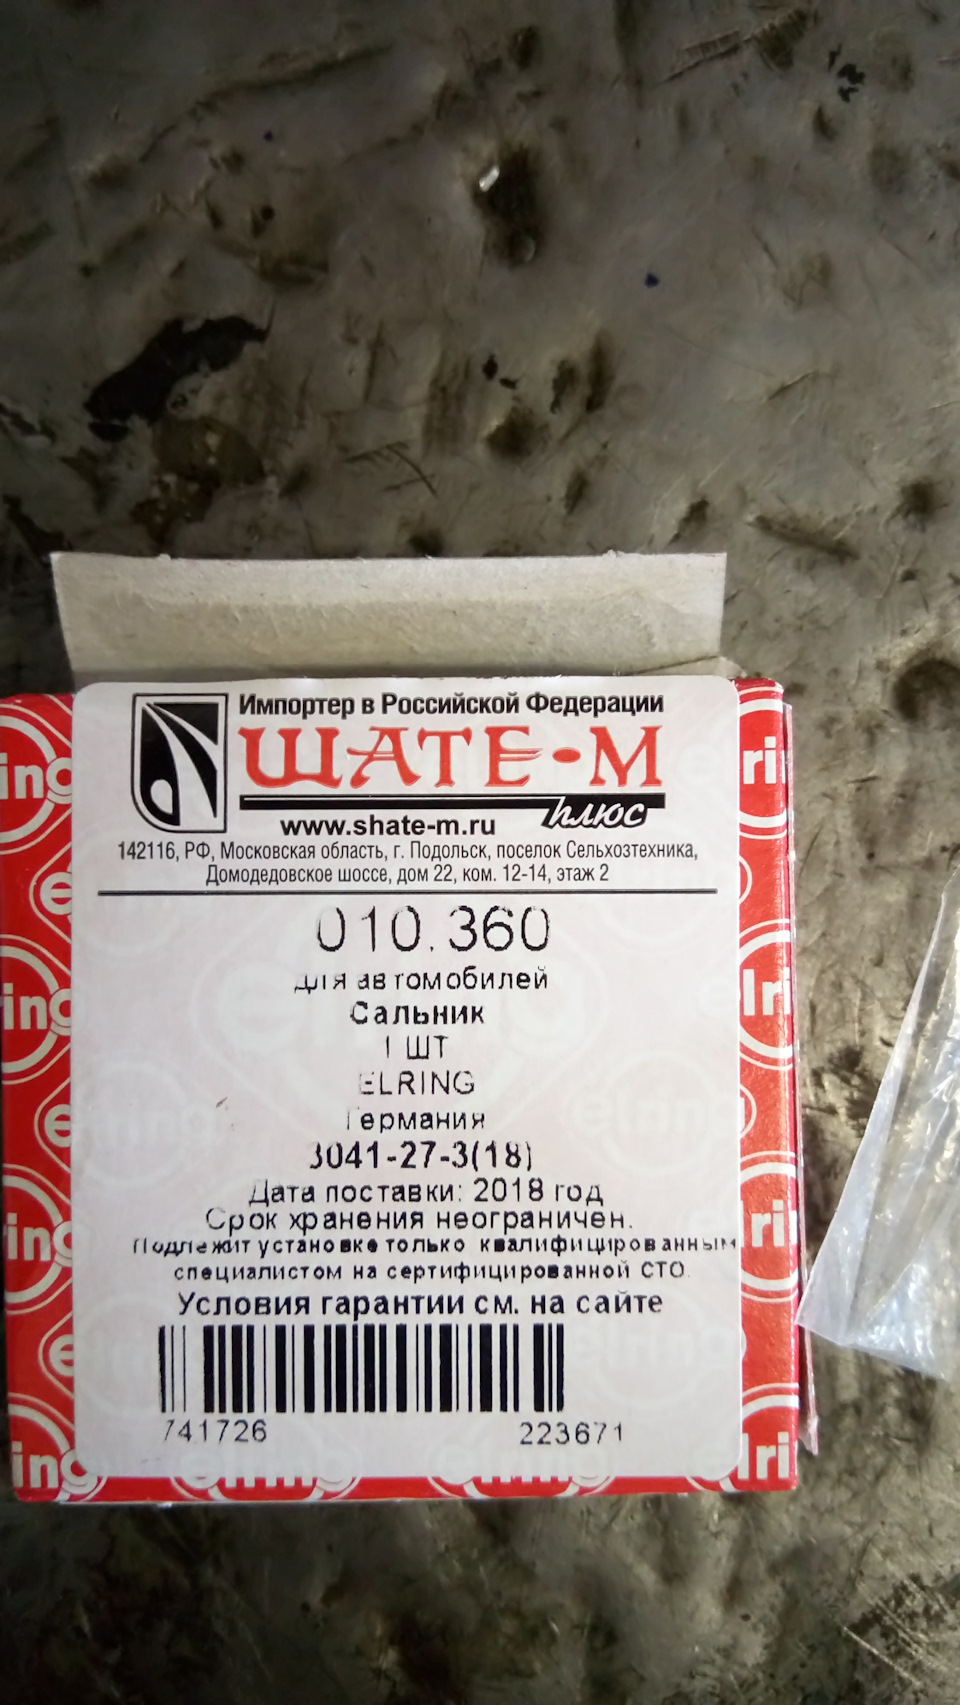 Импортер в Российской Федерации
ШАТЕ-М
плюс
www.shate-m.ru
142116, РФ, Московская область, г. Подольск, поселок Сельхозтехника,
Домодедовское шоссе, дом 22, ком. 12-14, этаж 2
010.360
для автомобилей
Сальник
1 ШТ
ELRING
Германия
3041-27-3(18)
Дата поставки: 2018 год
Срок хранения неограничен.
Подлежит установке только квалифицированным
специалистом на сертифицированной СТО.
Условия гарантии см. на сайте
741726 223671